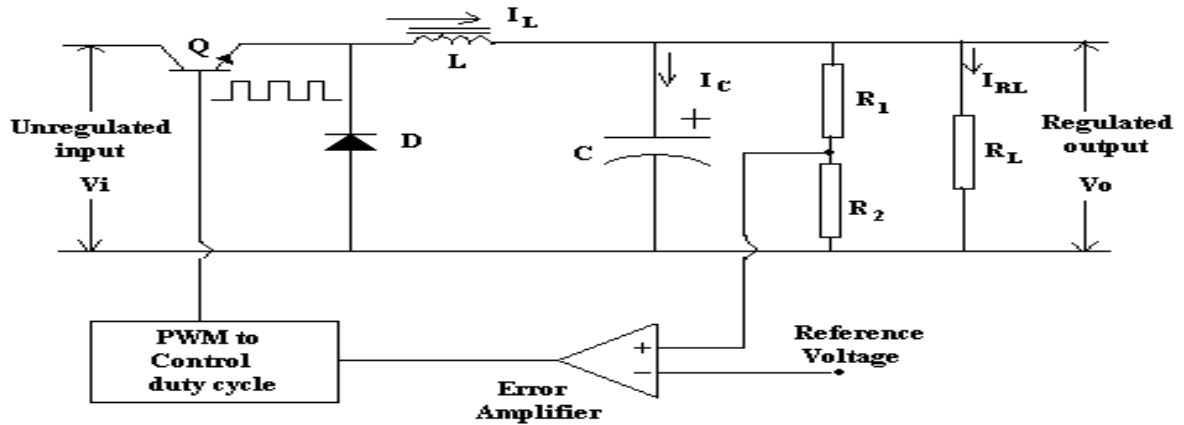 I L
Q
L
Unregulated
input
Vi
D
I C
+
C
R 1
R 2
I RL
R L
Regulated
output
Vo
PWM to
Control
duty cycle
+
−
Error
Amplifier
Reference
Voltage